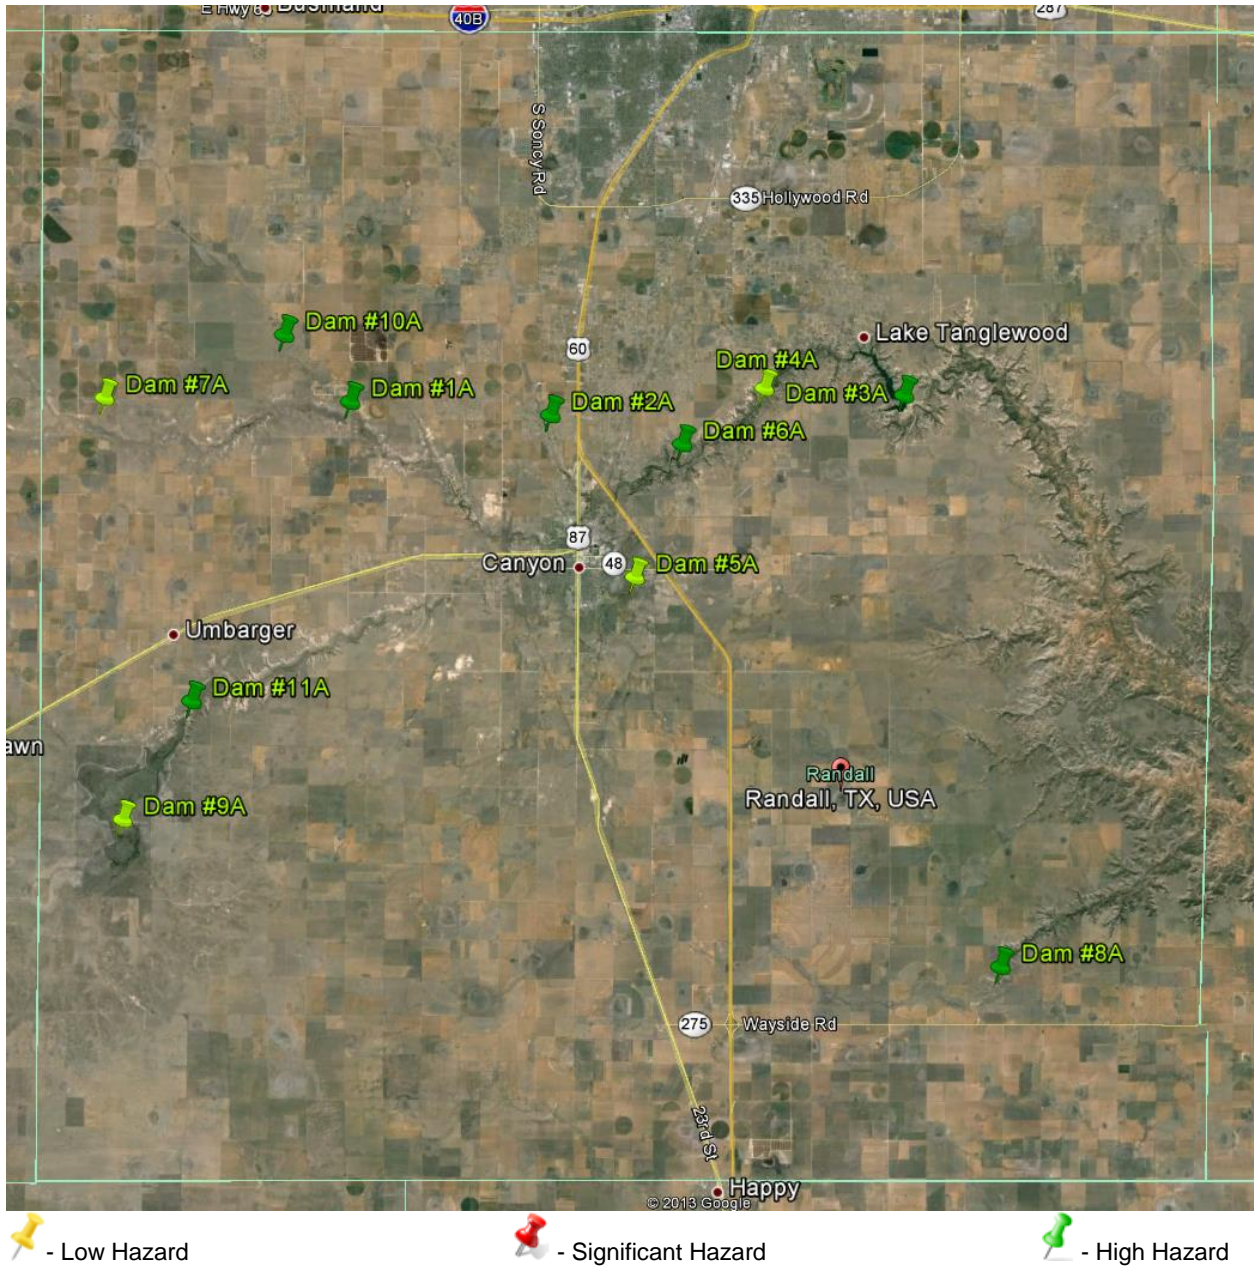 E Hwy 6
Bushland
40B
287
S Soncy Rd
335 Hollywood Rd
Dam #10A
Lake Tanglewood
60
Dam #4A
Dam #7A
Dam #1A
Dam #3A
Dam #2A
Dam #6A
87
Canyon
48
Dam #5A
Umbarger
Dam #11A
awn
Randall
Randall, TX, USA
Dam #9A
Dam #8A
275 Wayside Rd
23rd St
Happy
© 2013 Google
- Low Hazard
- Significant Hazard
- High Hazard